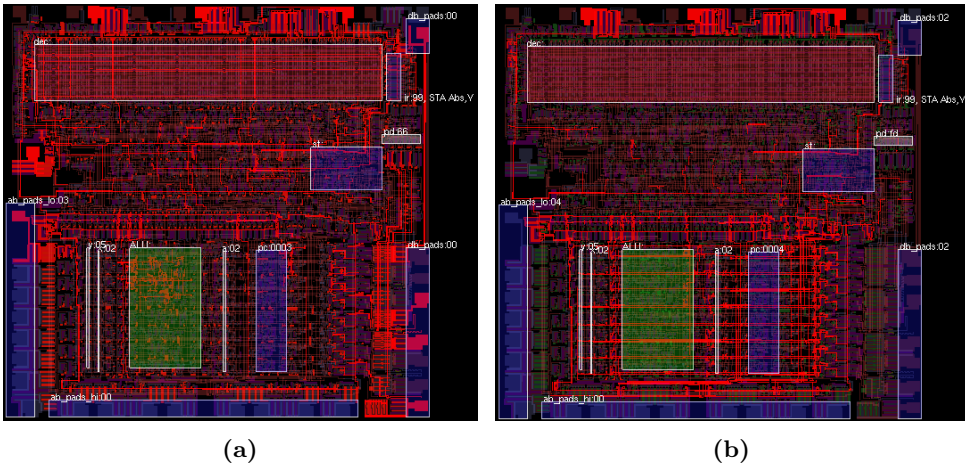 db_pads:00
dec:
ir:99, STA Abs,Y
pd:66
st:
ab_pads_lo:03
y:05
x:02
ALU:
a:02
pc:0003
db_pads:00
ab_pads_hi:00
(a)
db_pads:02
dec:
ir:99, STA Abs,Y
pd:fd
st:
ab_pads_lo:04
y:05
x:02
ALU:
a:02
pc:0004
db_pads:02
ab_pads_hi:00
(b)